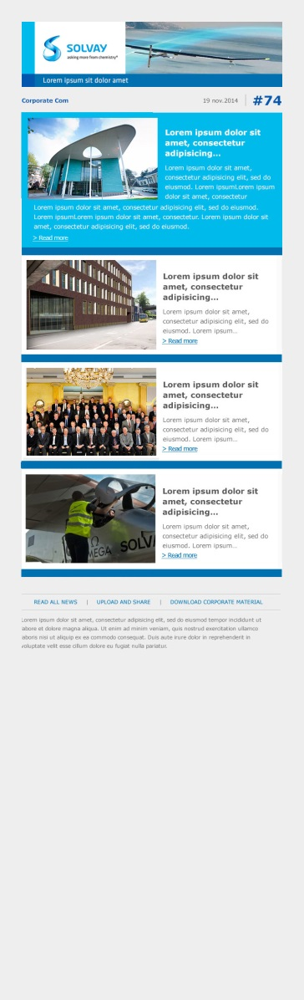 SOLVAY
asking more from chemistry®
Lorem ipsum sit dolor amet
Corporate Com
19 nov.2014
#74
Lorem ipsum dolor sit
amet, consectetur
adipisicing...
Lorem ipsum dolor sit amet,
consectetur adipisicing elit, sed do
eiusmod. Lorem ipsumLorem ipsum
dolor sit amet, consectetur
Lorem ipsum dolor sit amet, consectetur adipisicing elit, sed do eiusmod.
Lorem ipsumLorem ipsum dolor sit amet, consectetur. Lorem ipsum dolor sit
amet, consectetur adipisicing elit, sed do eiusmod.
> Read more
Lorem ipsum dolor sit
amet, consectetur
adipisicing...
Lorem ipsum dolor sit amet,
consectetur adipisicing elit, sed do
eiusmod. Lorem ipsum...
> Read more
Lorem ipsum dolor sit
amet, consectetur
adipisicing...
Lorem ipsum dolor sit amet,
consectetur adipisicing elit, sed do
eiusmod. Lorem ipsum...
> Read more
OMEGA
SOLVA
Lorem ipsum dolor sit
amet, consectetur
adipisicing...
Lorem ipsum dolor sit amet,
consectetur adipisicing elit, sed do
eiusmod. Lorem ipsum...
> Read more
READ ALL NEWS | UPLOAD AND SHARE | DOWNLOAD CORPORATE MATERIAL
Lorem ipsum dolor sit amet, consectetur adipisicing elit, sed do eiusmod tempor incididunt ut
labore et dolore magna aliqua. Ut enim ad minim veniam, quis nostrud exercitation ullamco
laboris nisi ut aliquip ex ea commodo consequat. Duis aute irure dolor in reprehenderit in
voluptate velit esse cillum dolore eu fugiat nulla pariatur.